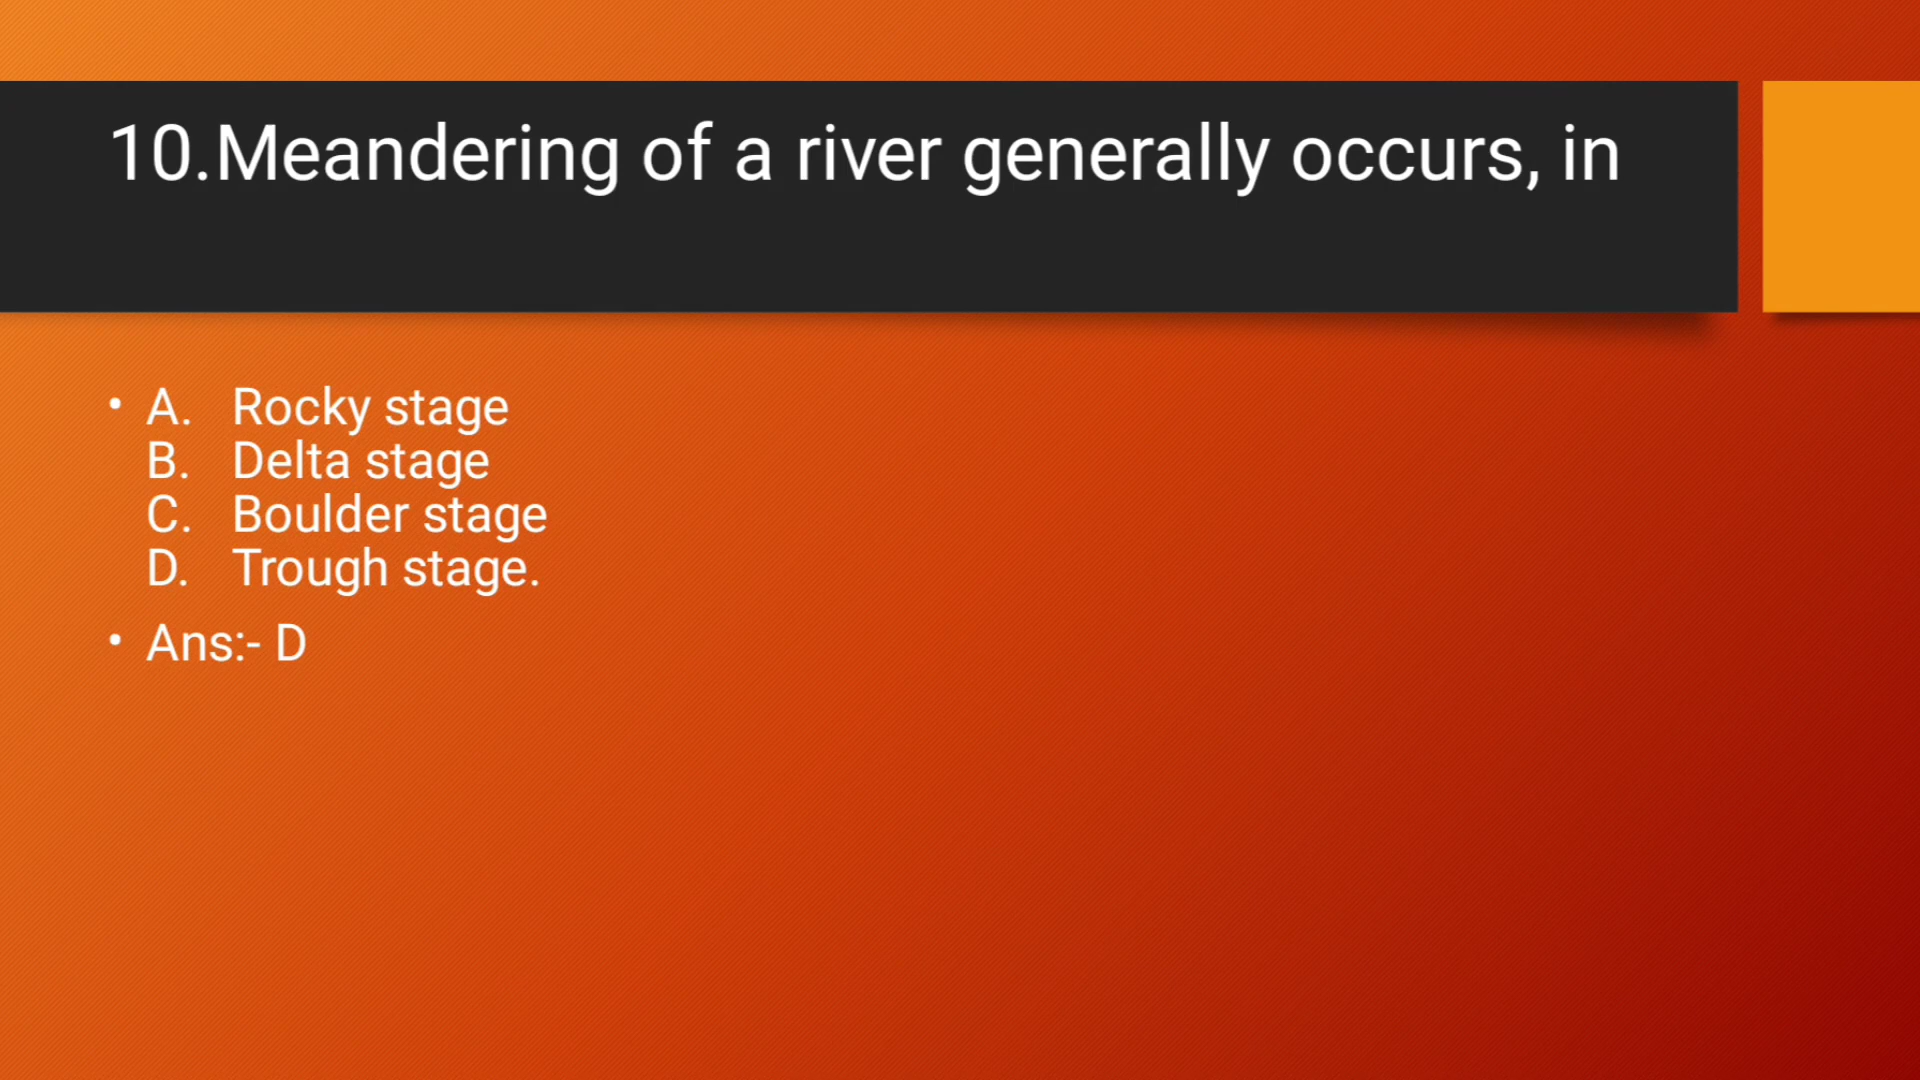 10.Meandering of a river generally occurs, in
• A. Rocky stage
B. Delta stage
C. Boulder stage
D. Trough stage.
• Ans:- D